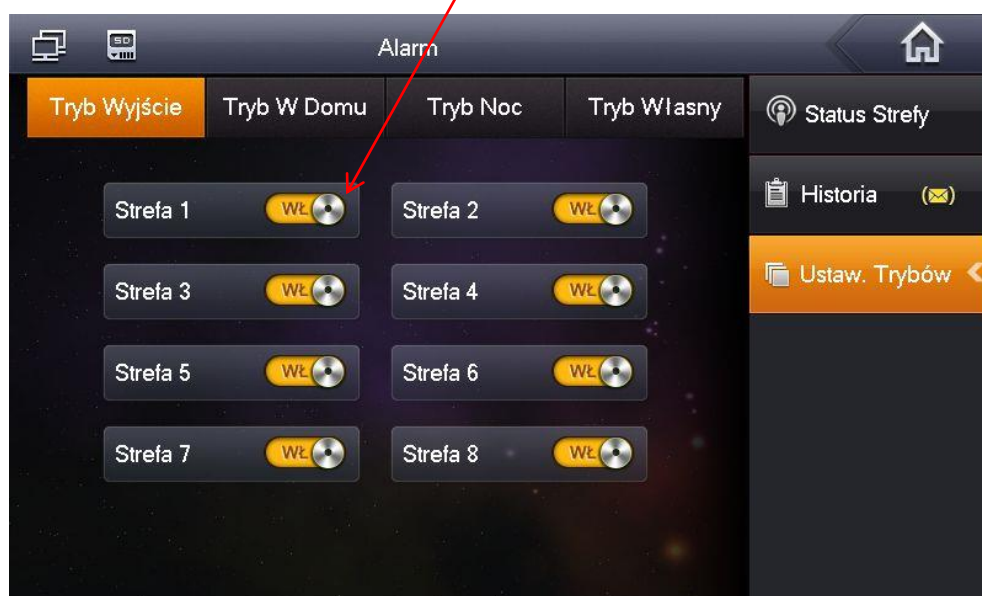 SD
Alarm
Tryb Wyjście Tryb W Domu Tryb Noc Tryb Własny
Status Strefy
Strefa 1 WŁ Strefa 2 WŁ
Historia
Strefa 3 WŁ Strefa 4 WŁ
Ustaw. Trybów
Strefa 5 WŁ Strefa 6 WŁ
Strefa 7 WŁ Strefa 8 WŁ